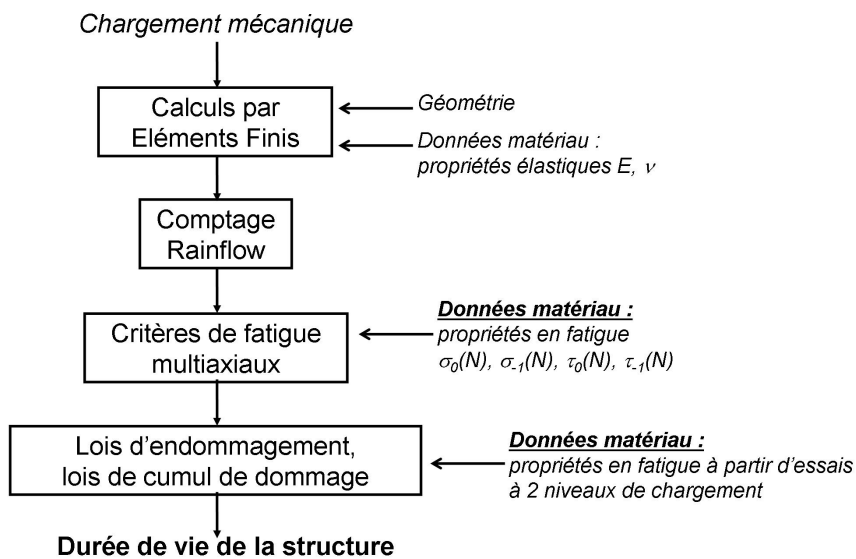 Chargement mécanique
Calculs par
Eléments Finis
Géométrie
Données matériau :
propriétés élastiques E, ν
Comptage
Rainflow
Critères de fatigue
multiaxiaux
Données matériau :
propriétés en fatigue
σ₀(N), σ₋₁(N), τ₀(N), τ₋₁(N)
Lois d'endommagement,
lois de cumul de dommage
Données matériau :
propriétés en fatigue à partir d'essais
à 2 niveaux de chargement
Durée de vie de la structure